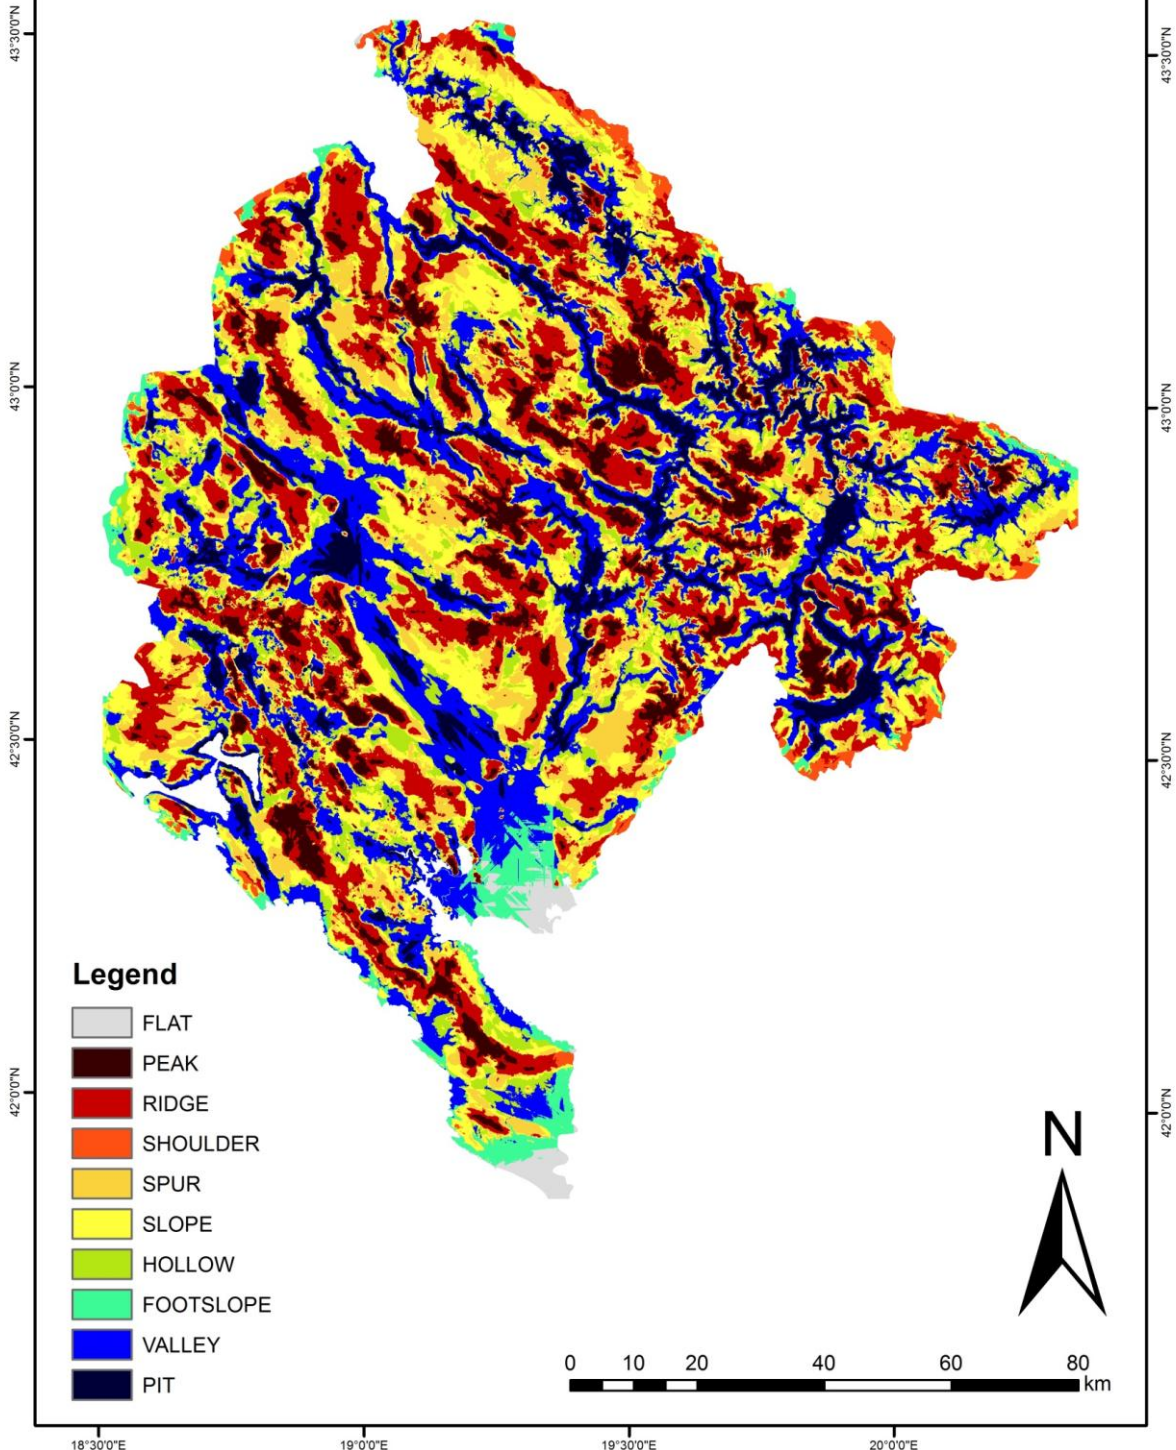 43°30'0"N
43°30'0"N
43°0'0"N
43°0'0"N
42°30'0"N
42°30'0"N
42°0'0"N
42°0'0"N
Legend
FLAT
PEAK
RIDGE
SHOULDER
SPUR
SLOPE
HOLLOW
FOOTSLOPE
VALLEY
PIT
N
0 10 20 40 60 80
km
18°30'0"E 19°0'0"E 19°30'0"E 20°0'0"E